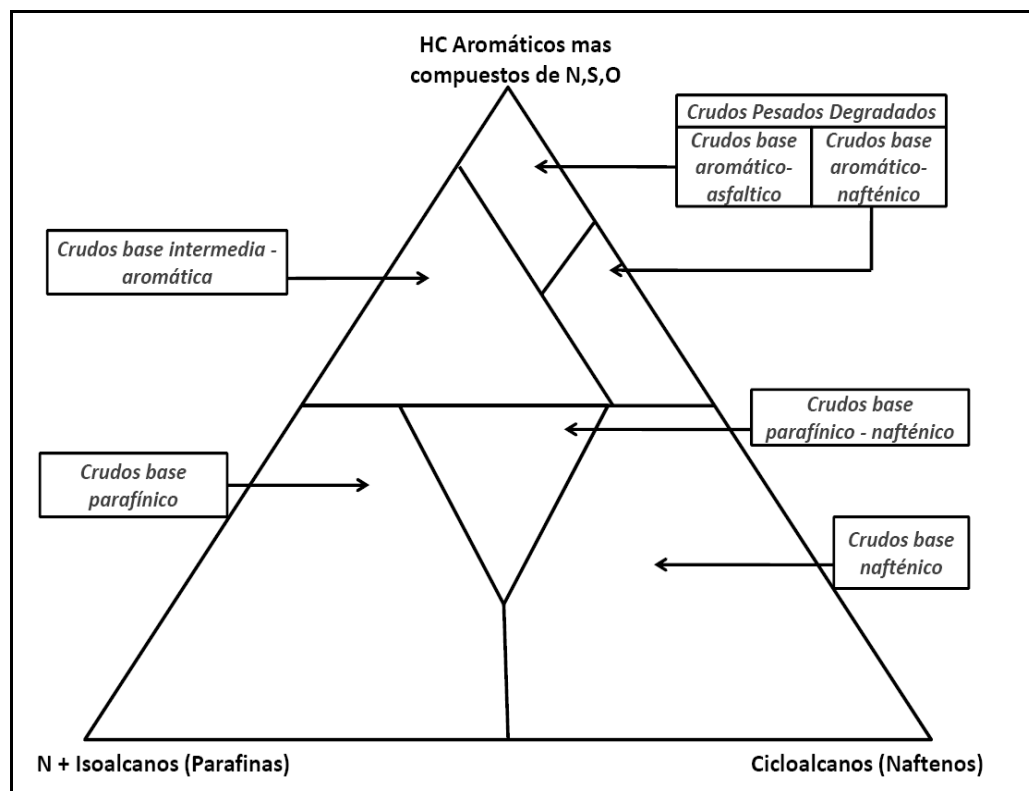 HC Aromáticos mas
compuestos de N,S,O
Crudos Pesados Degradados
Crudos base
aromático-
asfaltico
Crudos base
aromático-
nafténico
Crudos base intermedia -
aromática
Crudos base
parafínico - nafténico
Crudos base
parafínico
Crudos base
nafténico
N + Isoalcanos (Parafinas)
Cicloalcanos (Naftenos)